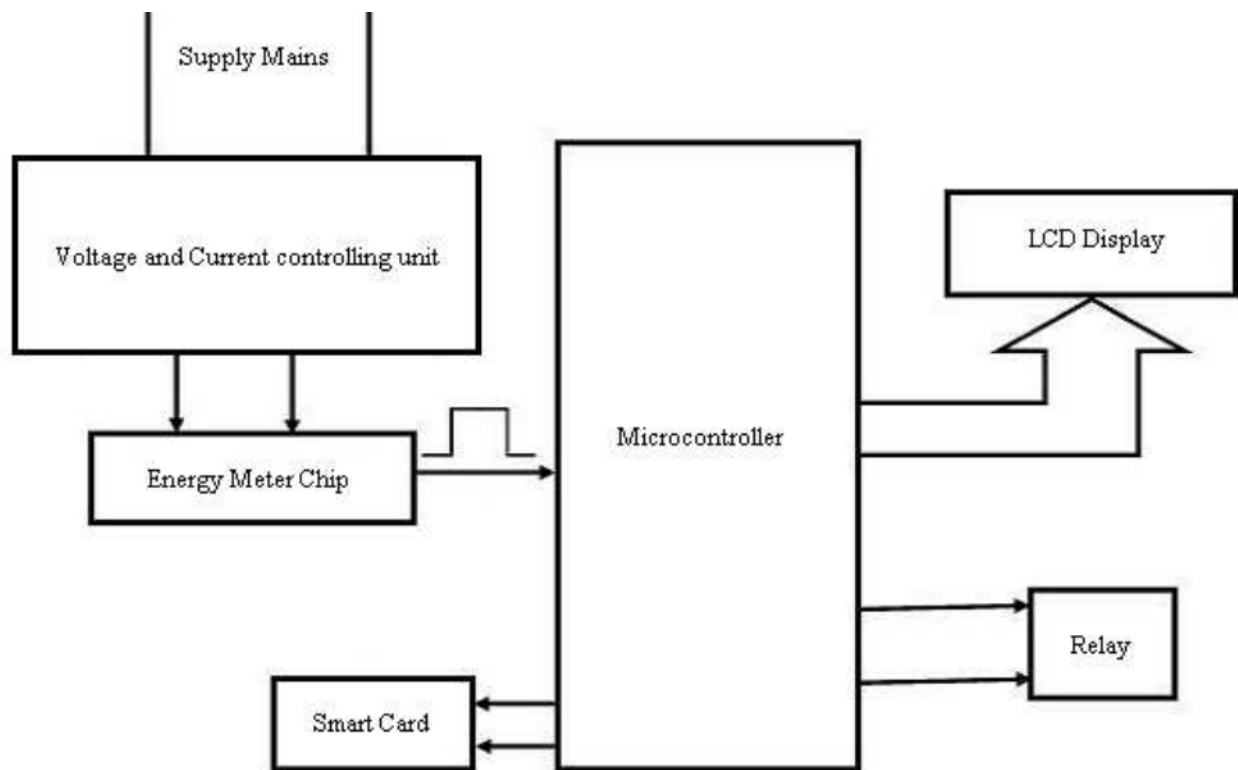 Supply Mains
Voltage and Current controlling unit
LCD Display
Microcontroller
Energy Meter Chip
Relay
Smart Card